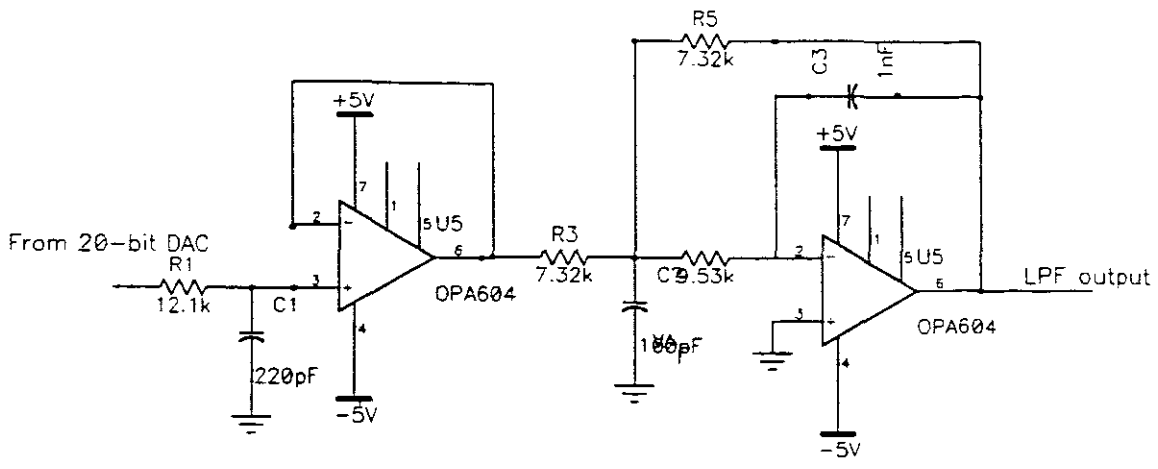 R5
7.32k
C3
1nF
+5V
7
1
2
-
5 U5
6
From 20-bit DAC
R1
12.1k
C1
3
+
OPA604
4
220pF
-5V
R3
7.32k
9.53k
+5V
7
1
2
-
5 U5
6
LPF output
3
+
OPA604
4
-5V